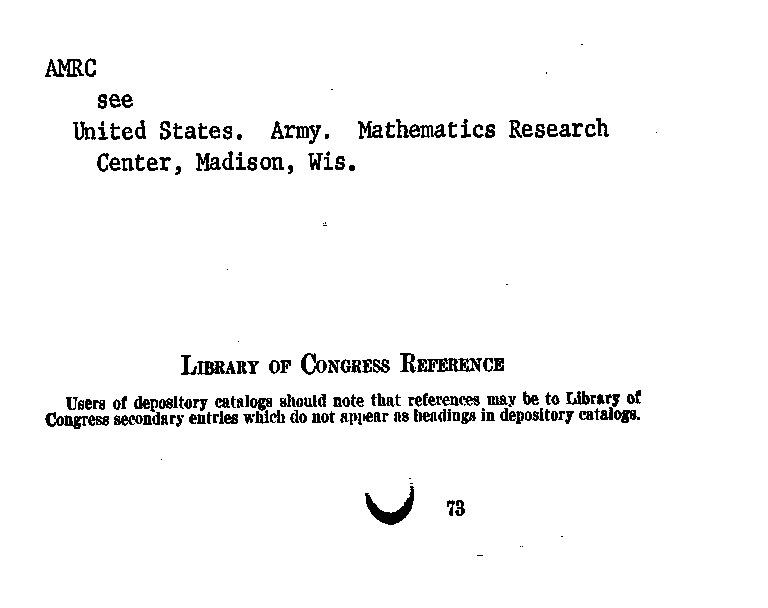 AMRC
see
United States. Army. Mathematics Research
Center, Madison, Wis.
LIBRARY OF CONGRESS REFERENCE
Users of depository catalogs should note that references may be to Library of
Congress secondary entries which do not appear as headings in depository catalogs.
73